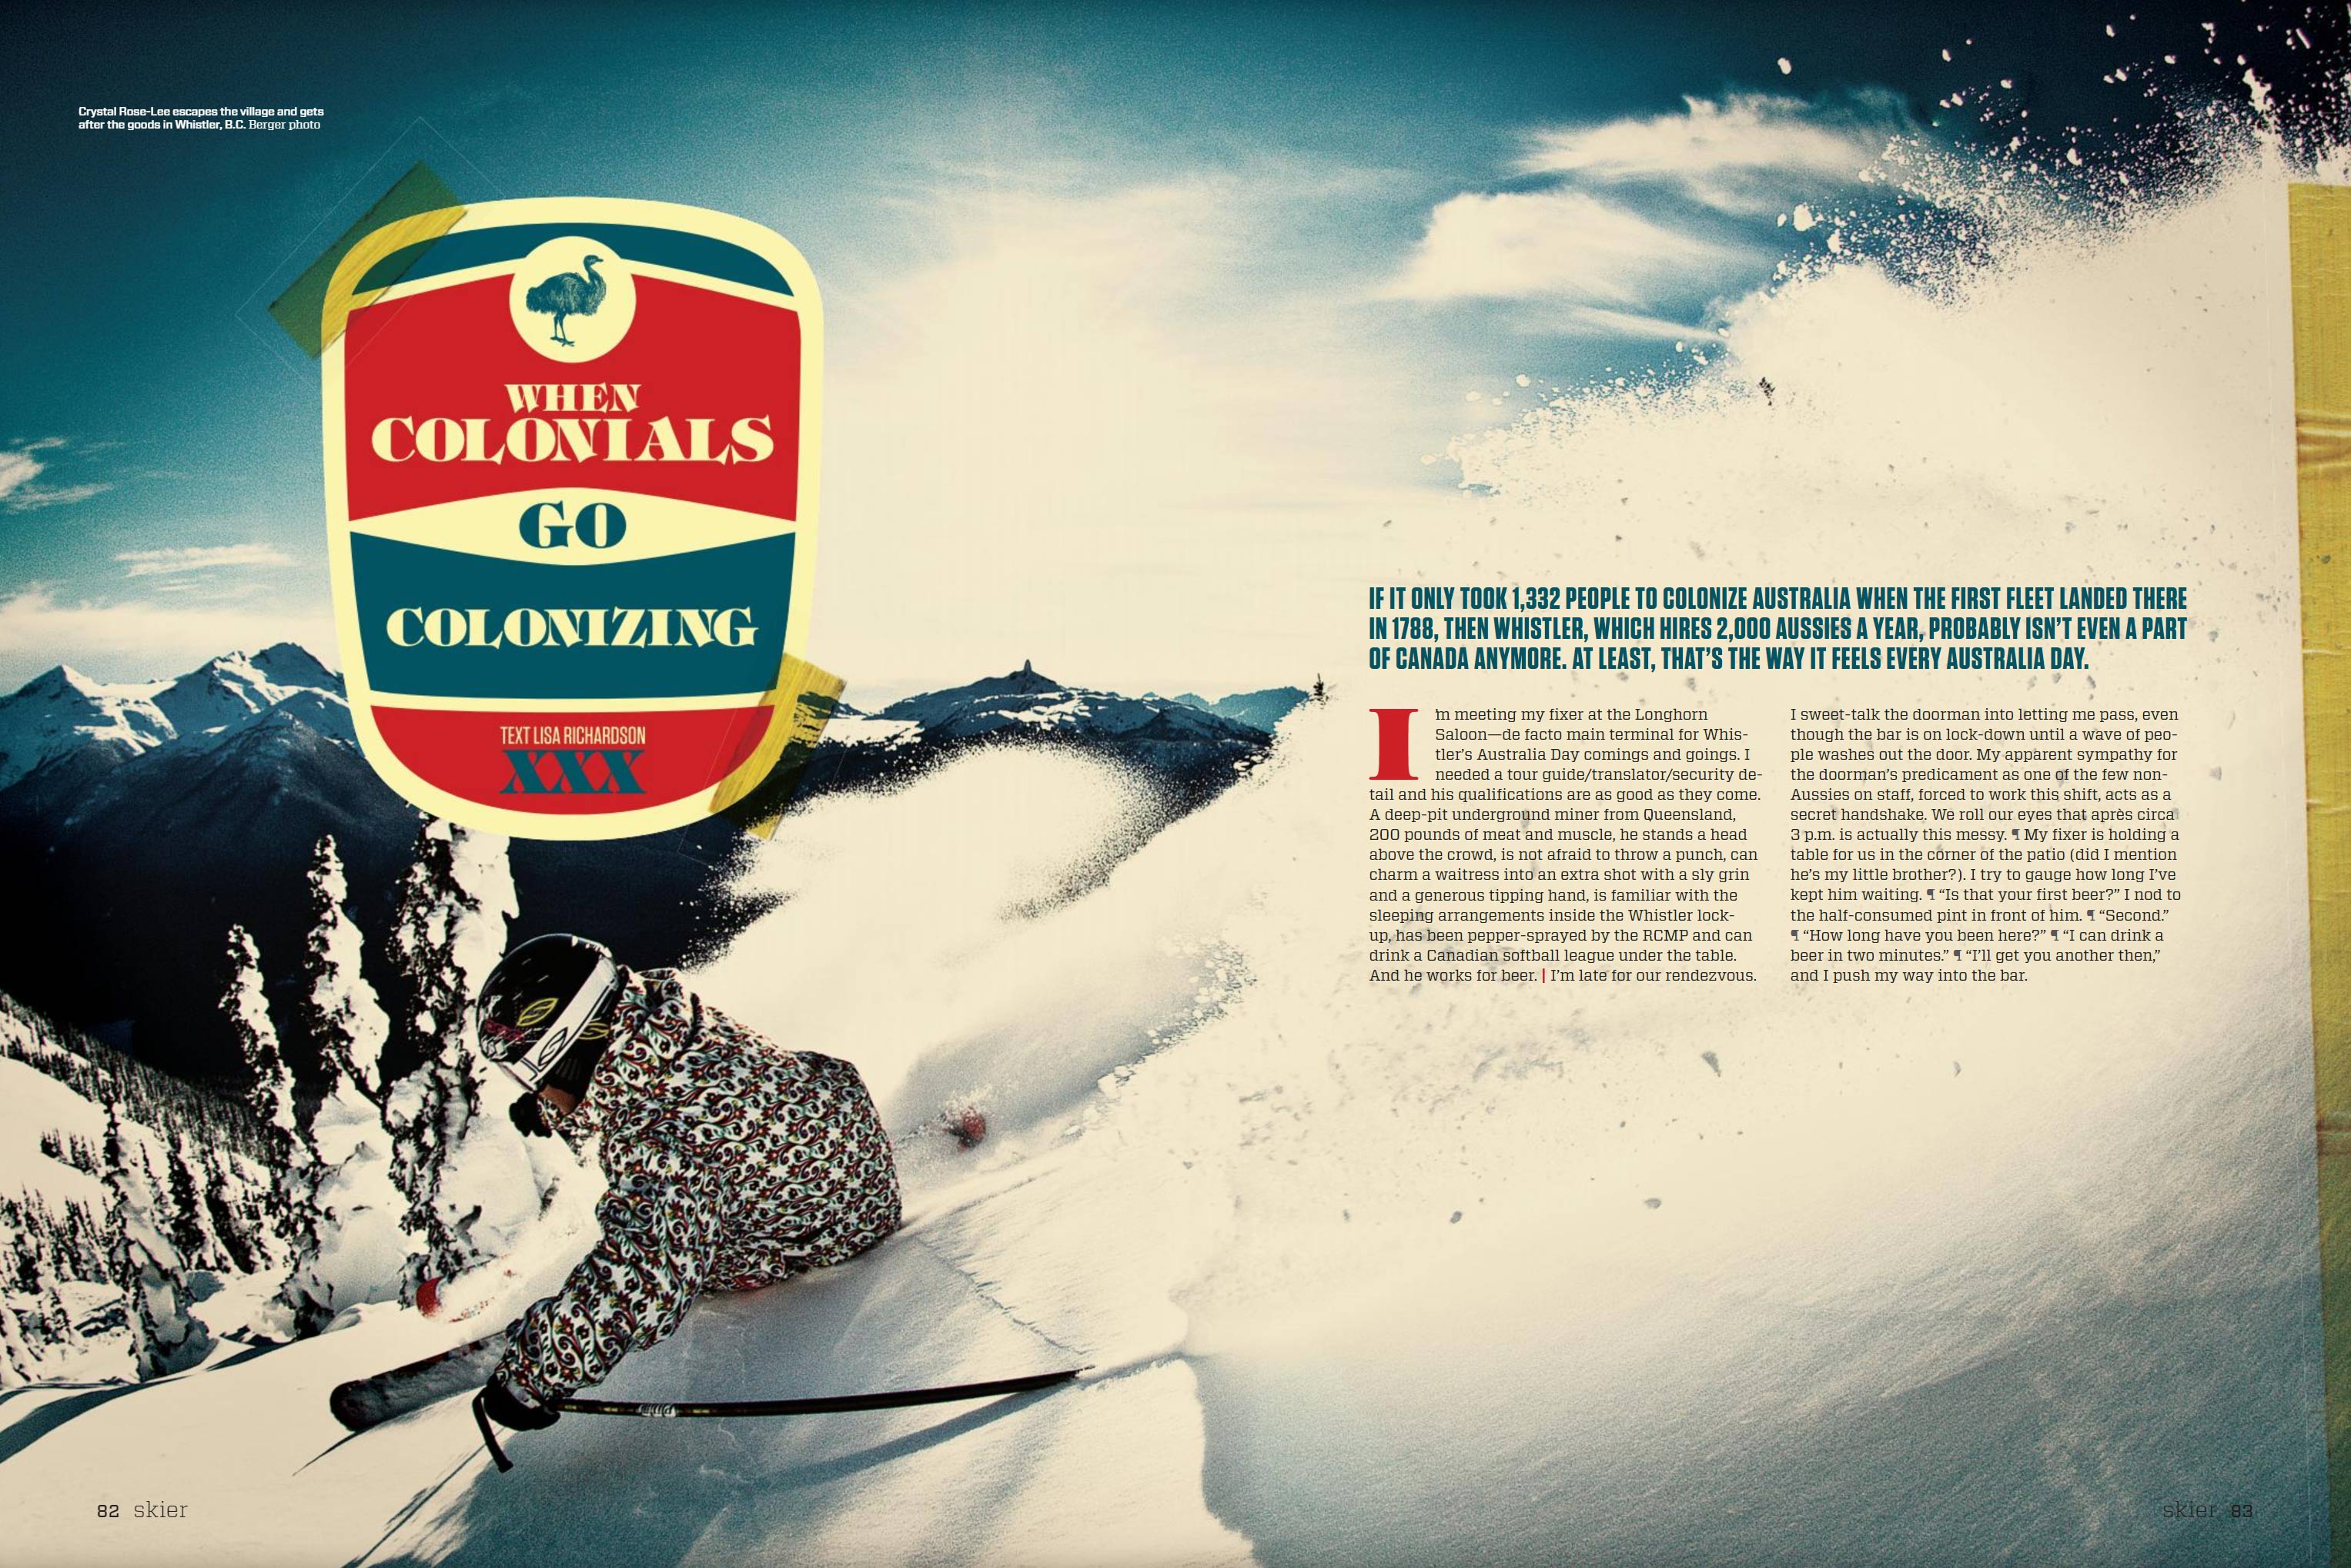 Crystal Rose-Lee escapes the village and gets
after the goods in Whistler, B.C. Berger photo
WHEN
COLONIALS
GO
COLONIZING
TEXT LISA RICHARDSON
XXX
IF IT ONLY TOOK 1,332 PEOPLE TO COLONIZE AUSTRALIA WHEN THE FIRST FLEET LANDED THERE
IN 1788, THEN WHISTLER, WHICH HIRES 2,000 AUSSIES A YEAR, PROBABLY ISN'T EVEN A PART
OF CANADA ANYMORE. AT LEAST, THAT'S THE WAY IT FEELS EVERY AUSTRALIA DAY.
I'm meeting my fixer at the Longhorn
Saloon—de facto main terminal for Whis-
tler's Australia Day comings and goings. I
needed a tour guide/translator/security de-
tail and his qualifications are as good as they come.
A deep-pit underground miner from Queensland,
200 pounds of meat and muscle, he stands a head
above the crowd, is not afraid to throw a punch, can
charm a waitress into an extra shot with a sly grin
and a generous tipping hand, is familiar with the
sleeping arrangements inside the Whistler lock-
up, has been pepper-sprayed by the RCMP and can
drink a Canadian softball league under the table.
And he works for beer. | I'm late for our rendezvous.
I sweet-talk the doorman into letting me pass, even
though the bar is on lock-down until a wave of peo-
ple washes out the door. My apparent sympathy for
the doorman's predicament as one of the few non-
Aussies on staff, forced to work this shift, acts as a
secret handshake. We roll our eyes that après circa
3 p.m. is actually this messy. ¶ My fixer is holding a
table for us in the corner of the patio (did I mention
he's my little brother?). I try to gauge how long I've
kept him waiting. ¶ "Is that your first beer?" I nod to
the half-consumed pint in front of him. ¶ "Second."
¶ "How long have you been here?" ¶ "I can drink a
beer in two minutes." ¶ "I'll get you another then,"
and I push my way into the bar.
82 skier
skier 83